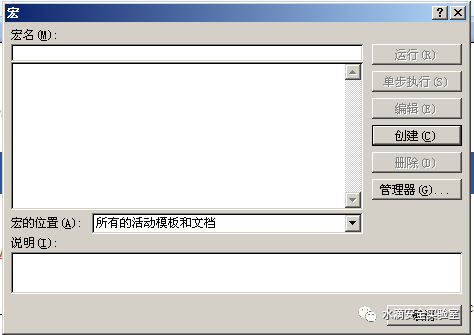 宏
宏名(M):
运行(R)
单步执行(S)
编辑(E)
创建(C)
删除(D)
管理器(G)...
宏的位置(A):
所有的活动模板和文档
说明(I):
水滴安全实验室